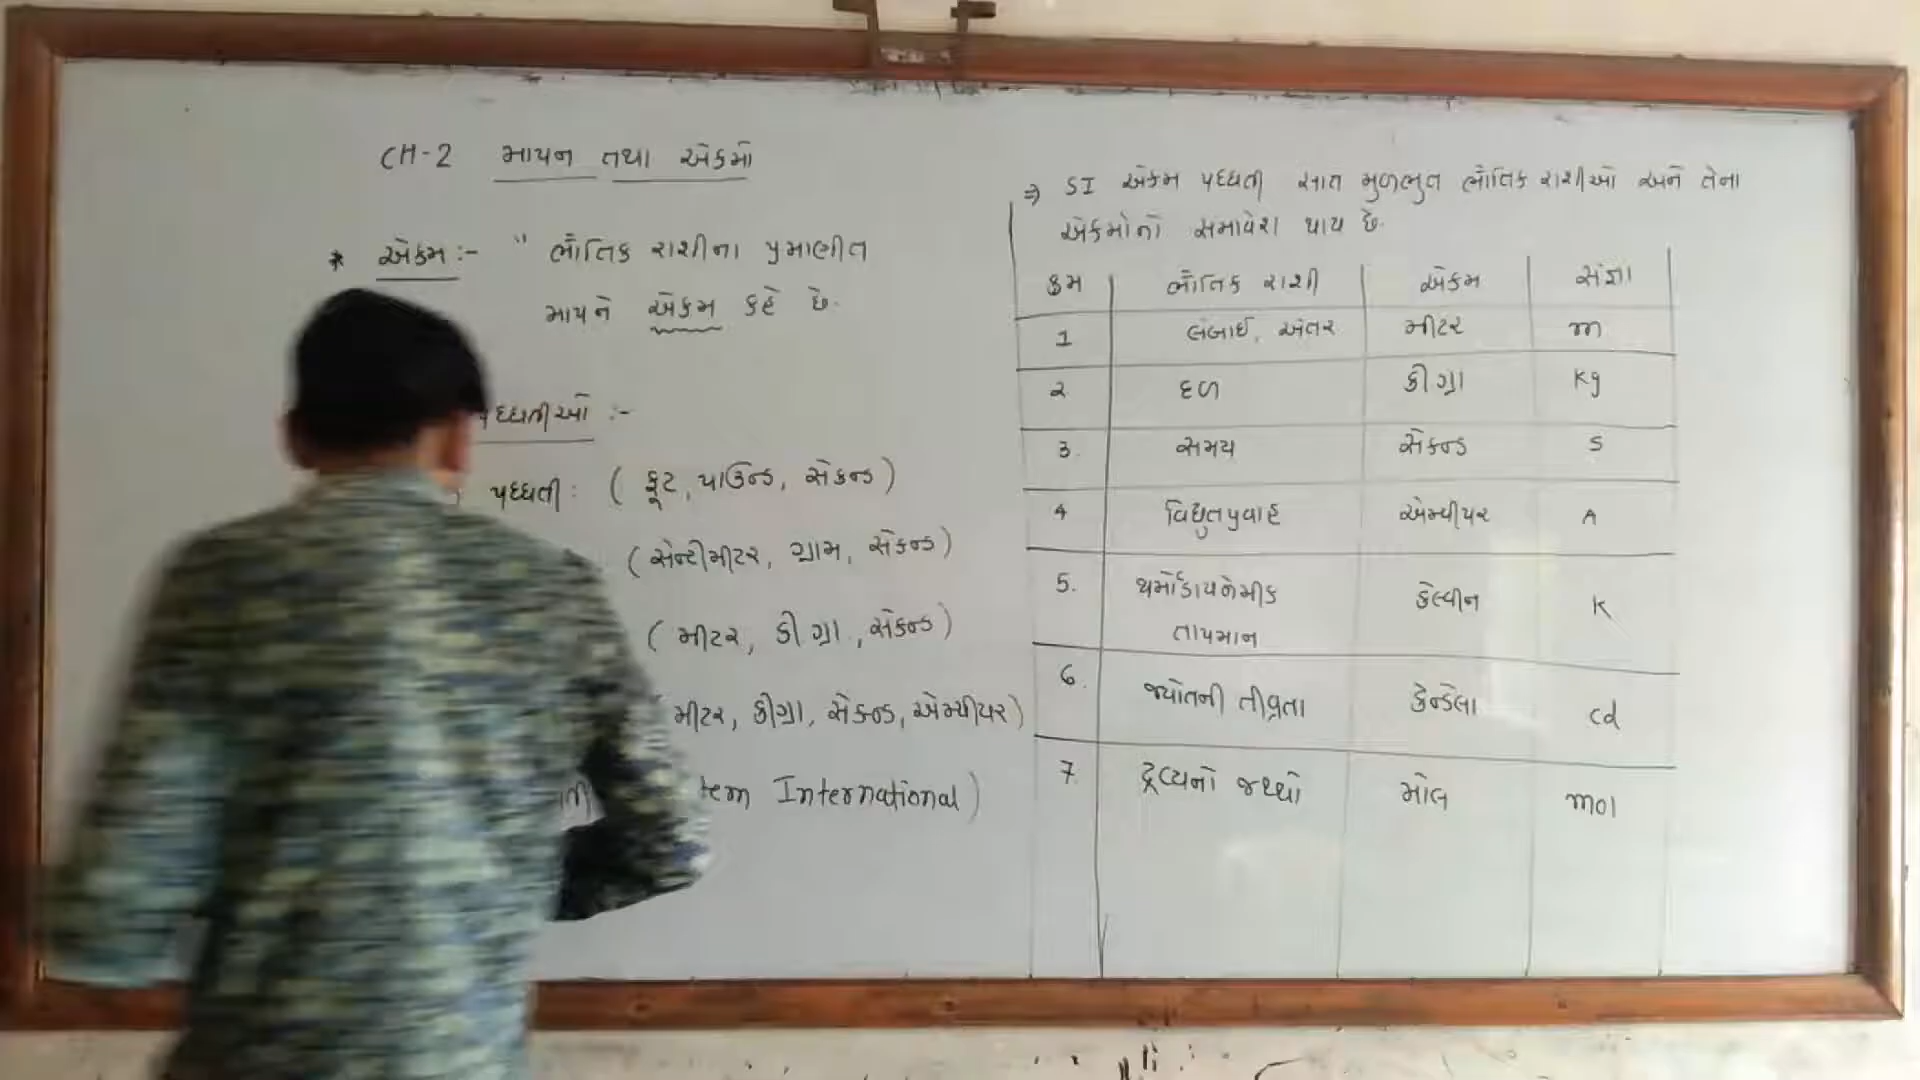 CH-2 માપન તથા એકમો
* એકમ :- " ભૌતિક રાશીના પ્રમાણીત
માપને એકમ કહે છે.
પધ્ધતીઓ :-
પધ્ધતી : ( ફૂટ, પાઉન્ડ, સેકન્ડ )
( સેન્ટીમીટર, ગ્રામ, સેકન્ડ )
( મીટર, કીગ્રા, સેકન્ડ )
મીટર, કીગ્રા, સેકન્ડ, એમ્પીયર )
tem International )
⇒ SI એકમ પધ્ધતી સાત મુળભુત ભૌતિક રાશીઓ અને તેના
એકમોનો સમાવેશ થાય છે.
ક્રમ ભૌતિક રાશી એકમ સંજ્ઞા
1 લંબાઈ, અંતર મીટર m
૨ દળ કીગ્રા Kg
3. સમય સેકન્ડ s
4 વિદ્યુતપ્રવાહ એમ્પીયર A
5. થર્મોડાયનેમીક તાપમાન કેલ્વીન K
6. જ્યોતની તીવ્રતા કેન્ડેલા cd
7. દ્રવ્યનો જથ્થો મોલ mol